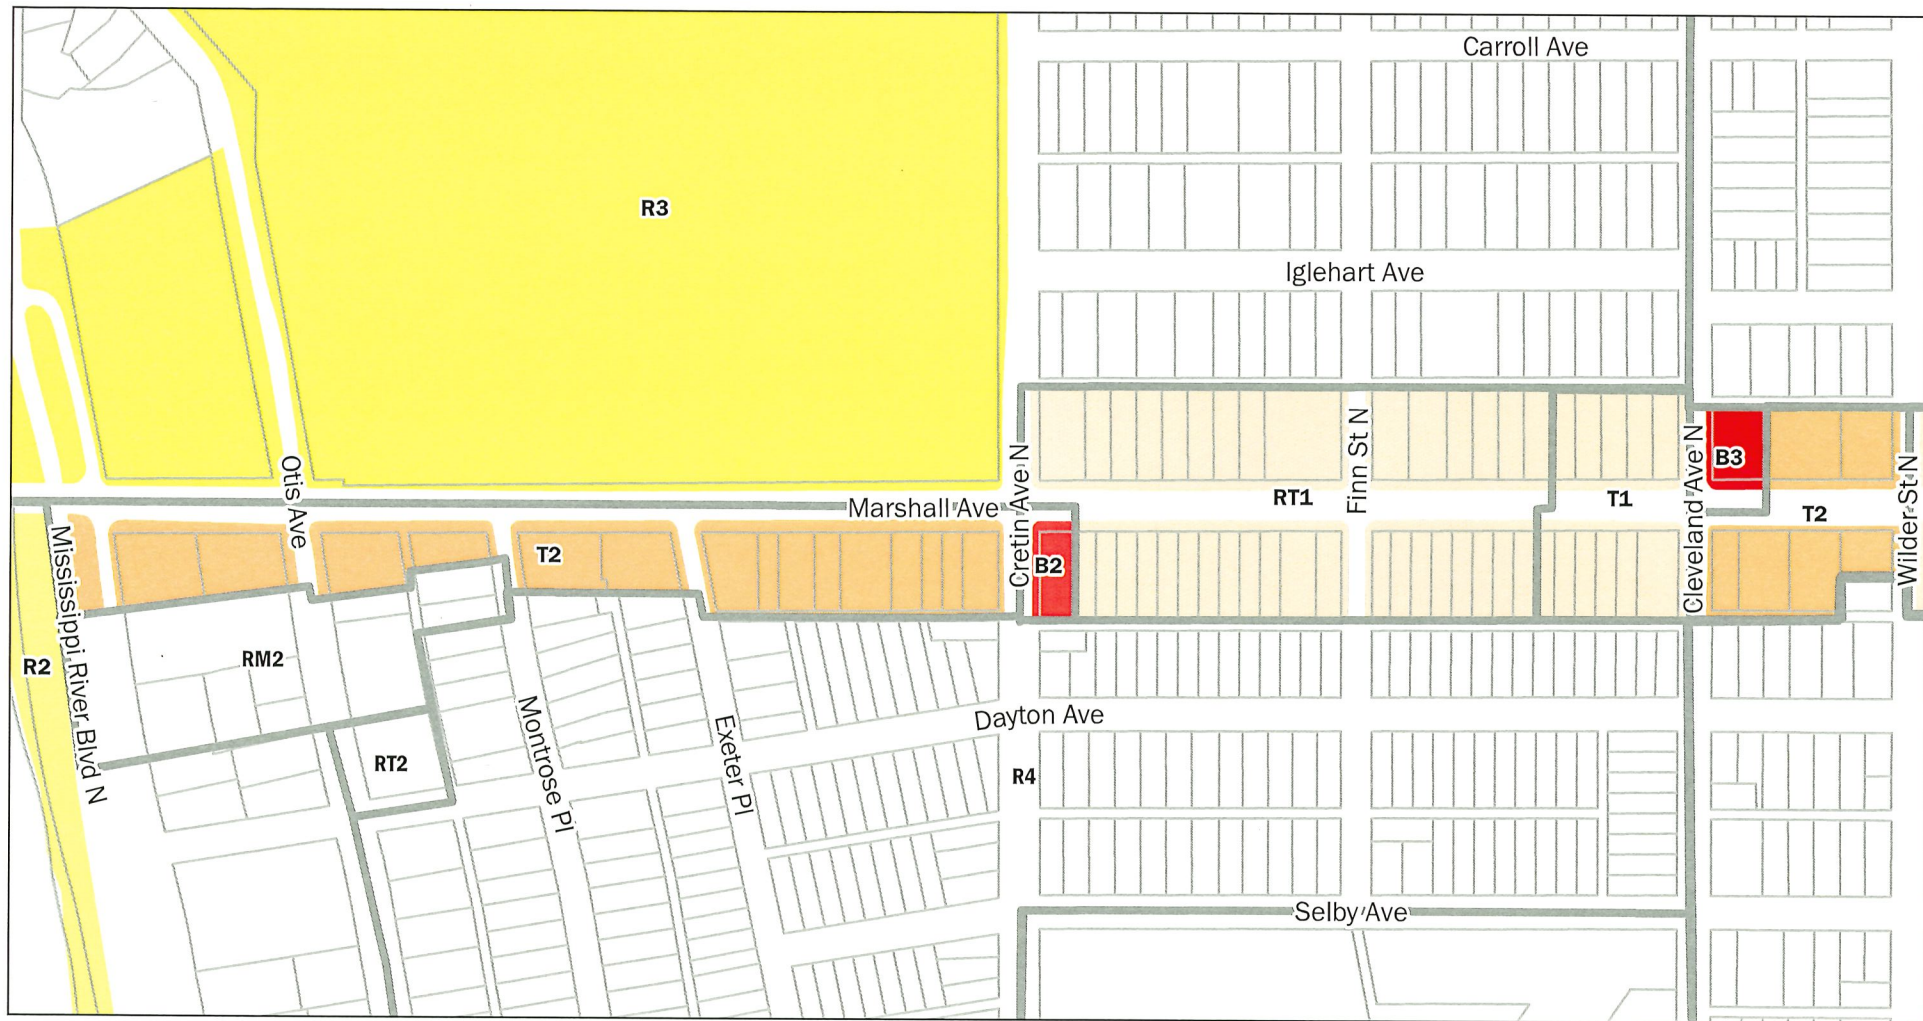 Carroll Ave
R3
Iglehart Ave
Otis Ave
Marshall Ave
Cretin Ave N
RT1
Finn St N
T1
Cleveland Ave N
B3
T2
Wilder St N
T2
B2
Mississippi River Blvd N
R2
RM2
Montrose Pl
Exeter Pl
Dayton Ave
RT2
R4
Selby Ave